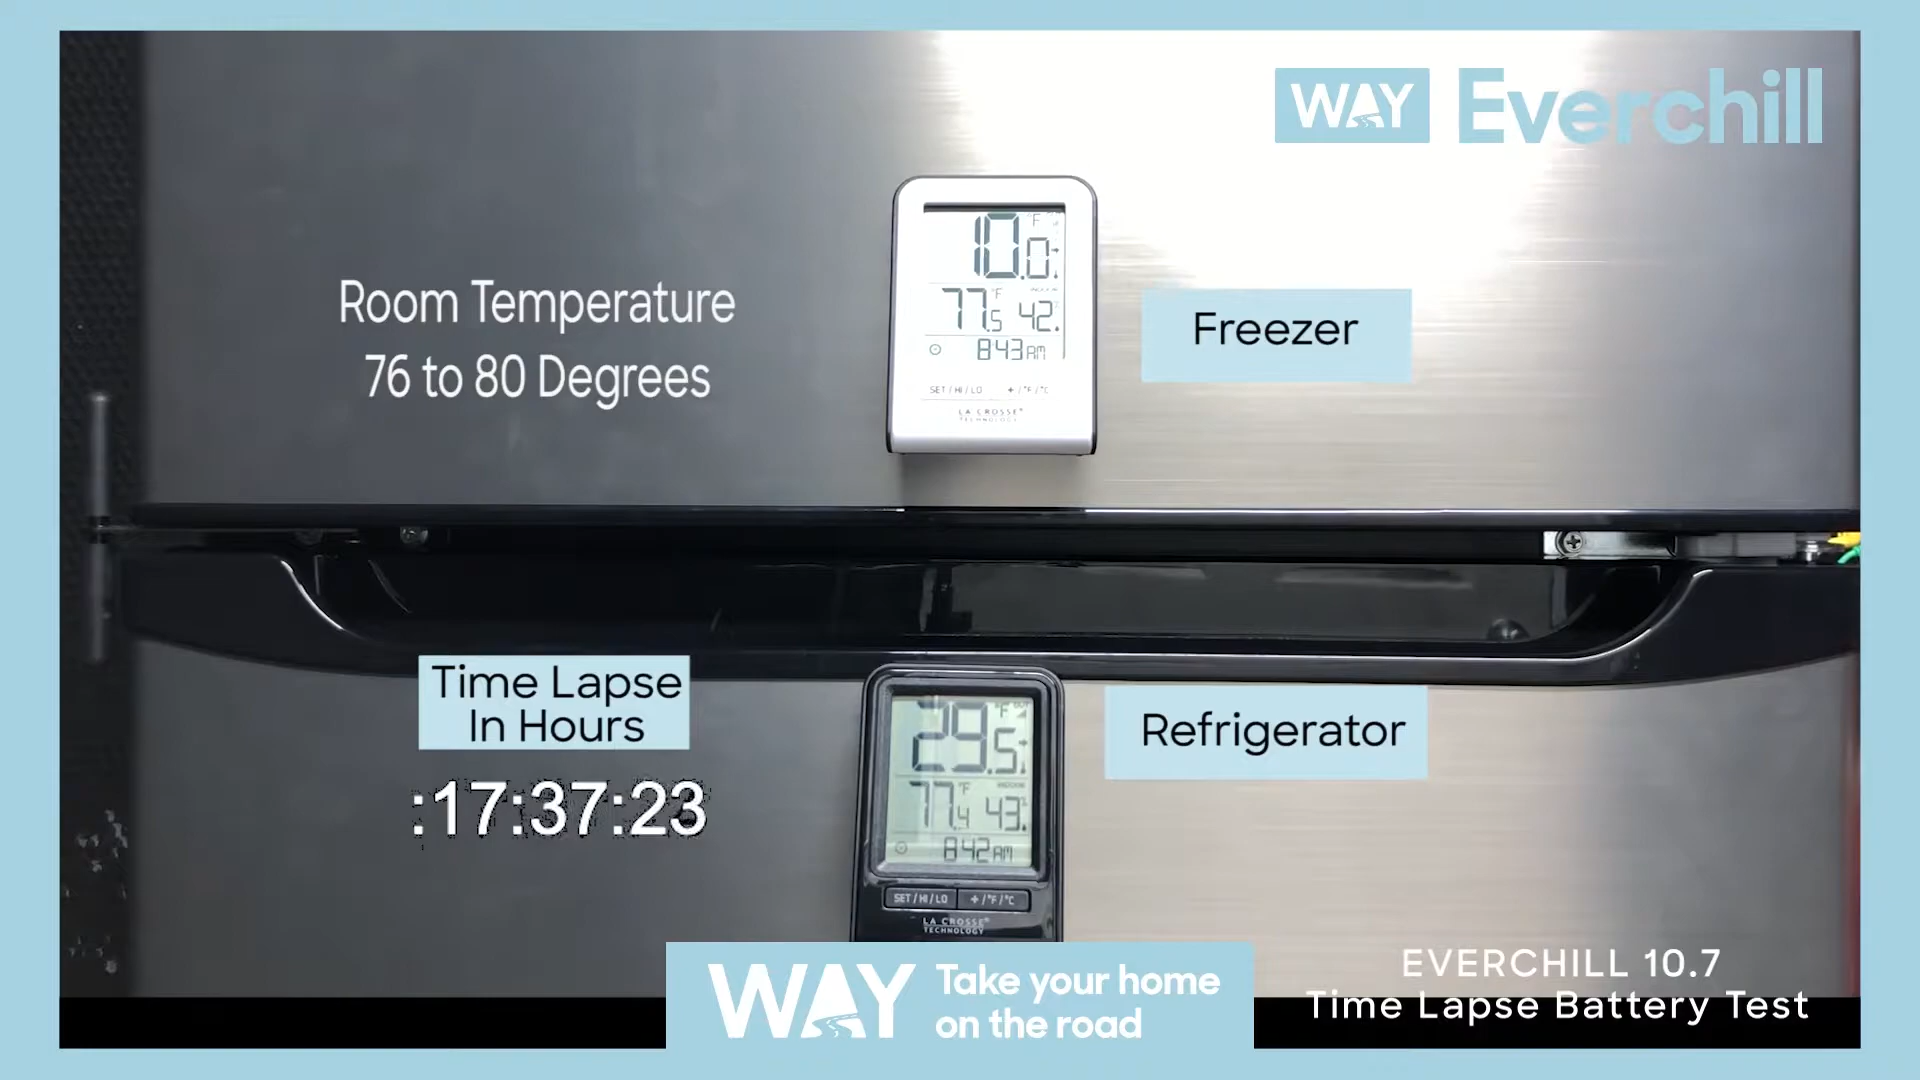 WAY Everchill
10.0 °F
77.5 °F 42%
8:43 AM
SET / HI / LO + / °F / °C
LA CROSSE
TECHNOLOGY
Room Temperature
76 to 80 Degrees
Freezer
Time Lapse
In Hours
:17:37:23
29.5 °F
INDOOR
77.4 °F 43%
8:42 AM
SET / HI / LO + / °F / °C
LA CROSSE
TECHNOLOGY
Refrigerator
WAY Take your home
on the road
EVERCHILL 10.7
Time Lapse Battery Test